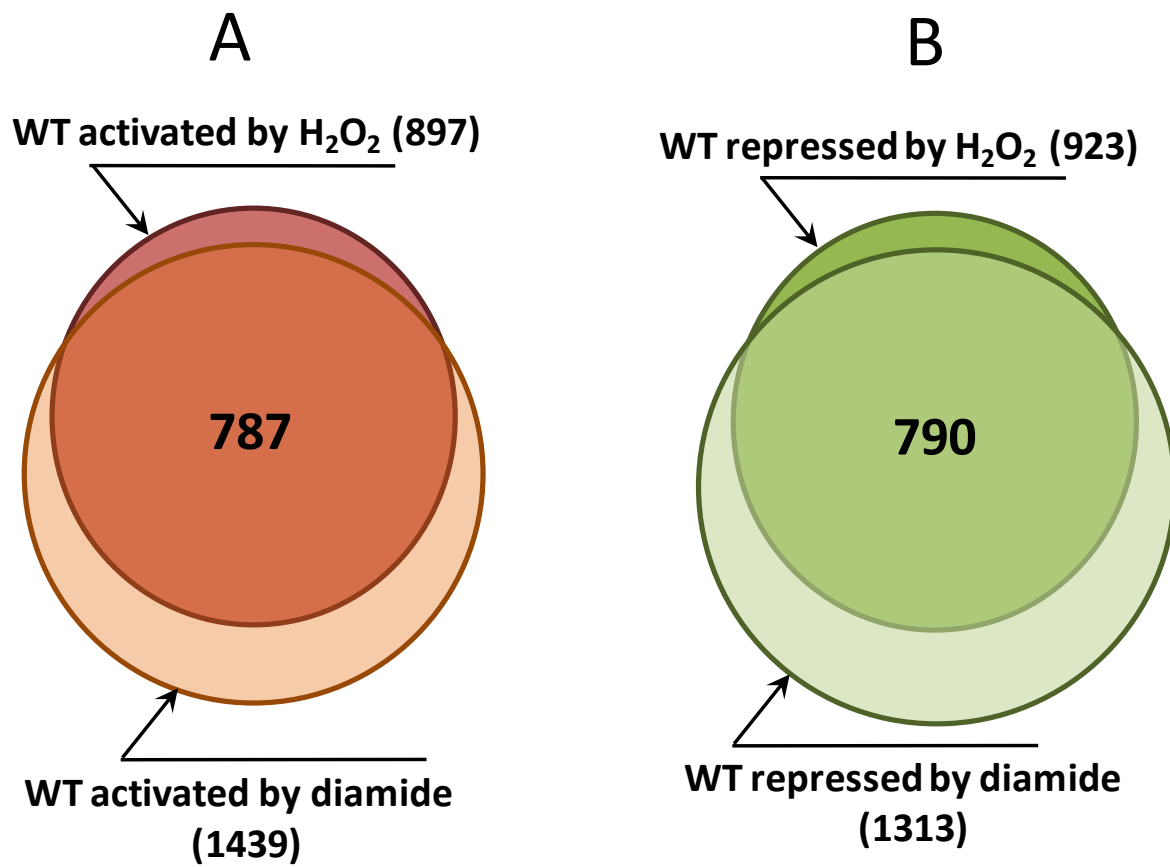 A
WT activated by H₂O₂ (897)
787
WT activated by diamide
(1439)
B
WT repressed by H₂O₂ (923)
790
WT repressed by diamide
(1313)